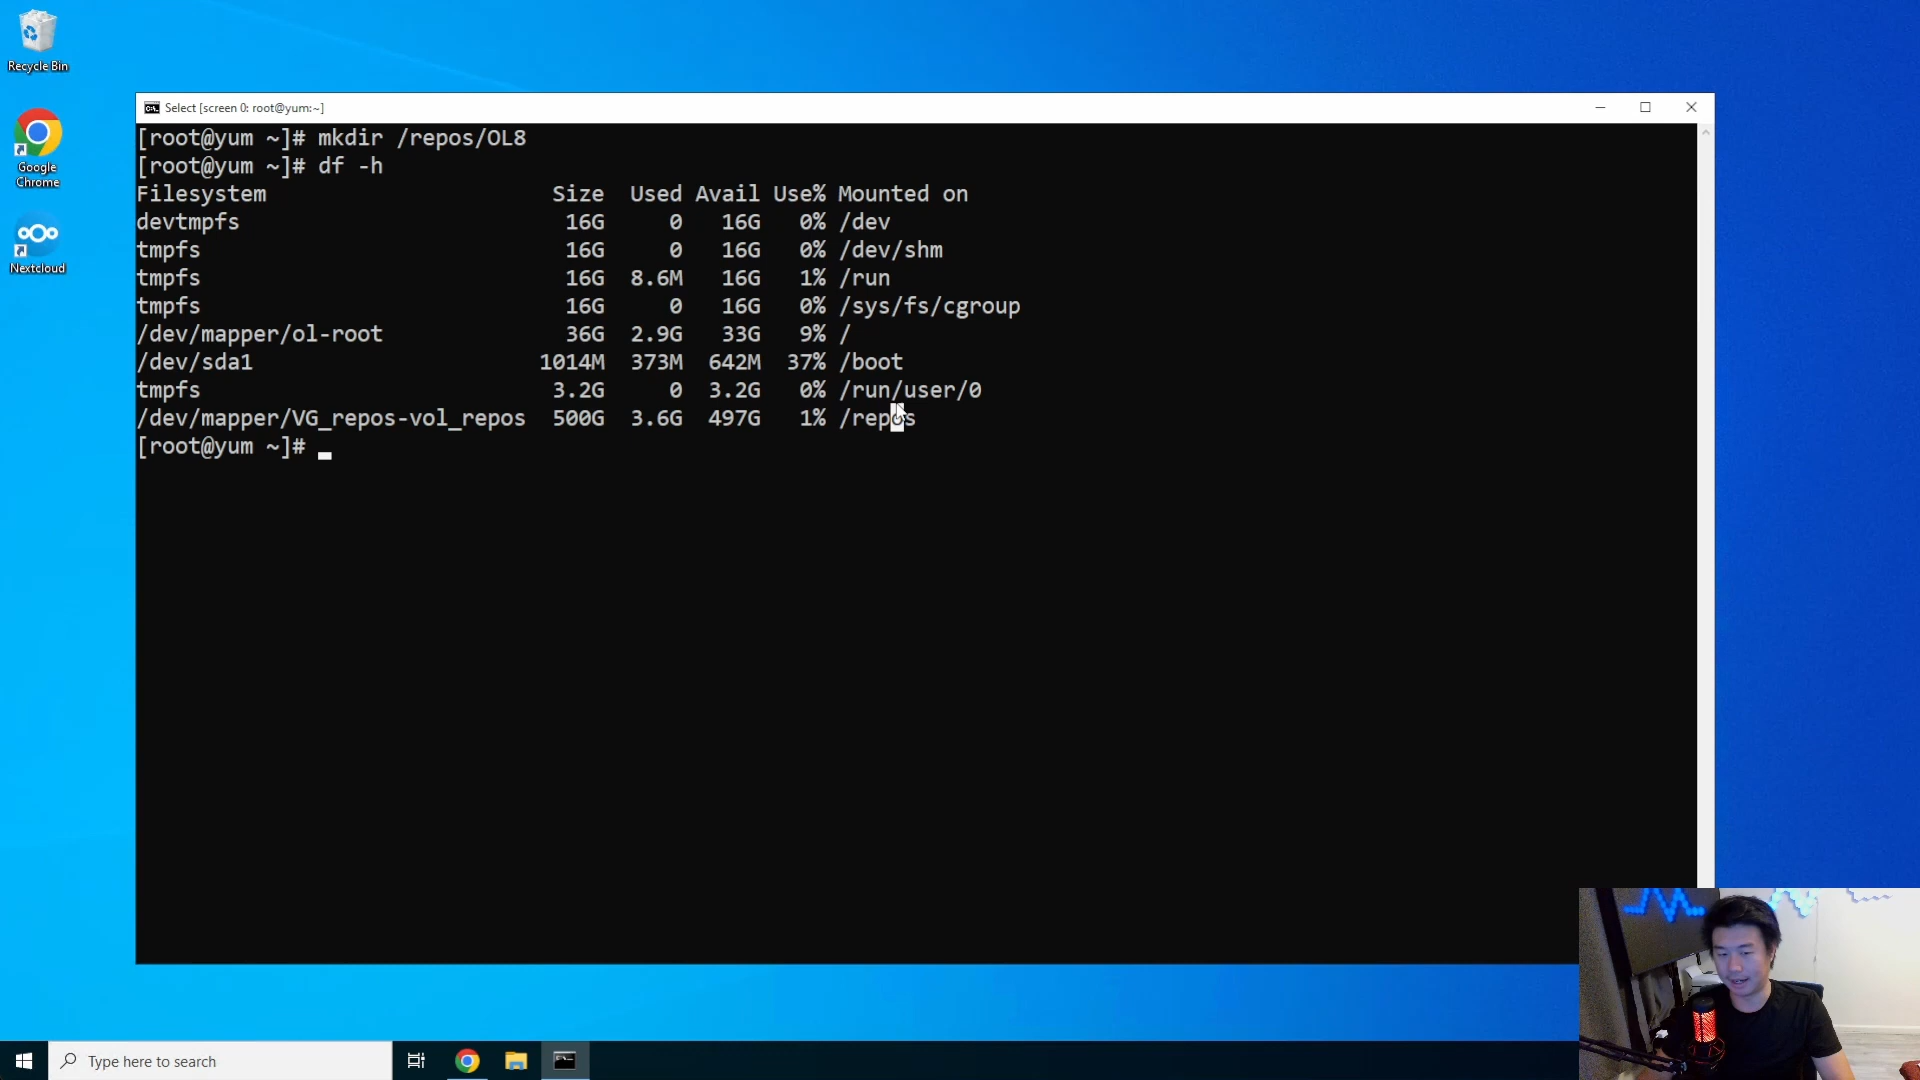 Recycle Bin
Google
Chrome
Nextcloud
Select [screen 0: root@yum:~]
[root@yum ~]# mkdir /repos/OL8
[root@yum ~]# df -h
Filesystem Size Used Avail Use% Mounted on
devtmpfs 16G 0 16G 0% /dev
tmpfs 16G 0 16G 0% /dev/shm
tmpfs 16G 8.6M 16G 1% /run
tmpfs 16G 0 16G 0% /sys/fs/cgroup
/dev/mapper/ol-root 36G 2.9G 33G 9% /
/dev/sda1 1014M 373M 642M 37% /boot
tmpfs 3.2G 0 3.2G 0% /run/user/0
/dev/mapper/VG_repos-vol_repos 500G 3.6G 497G 1% /repos
[root@yum ~]#
Type here to search